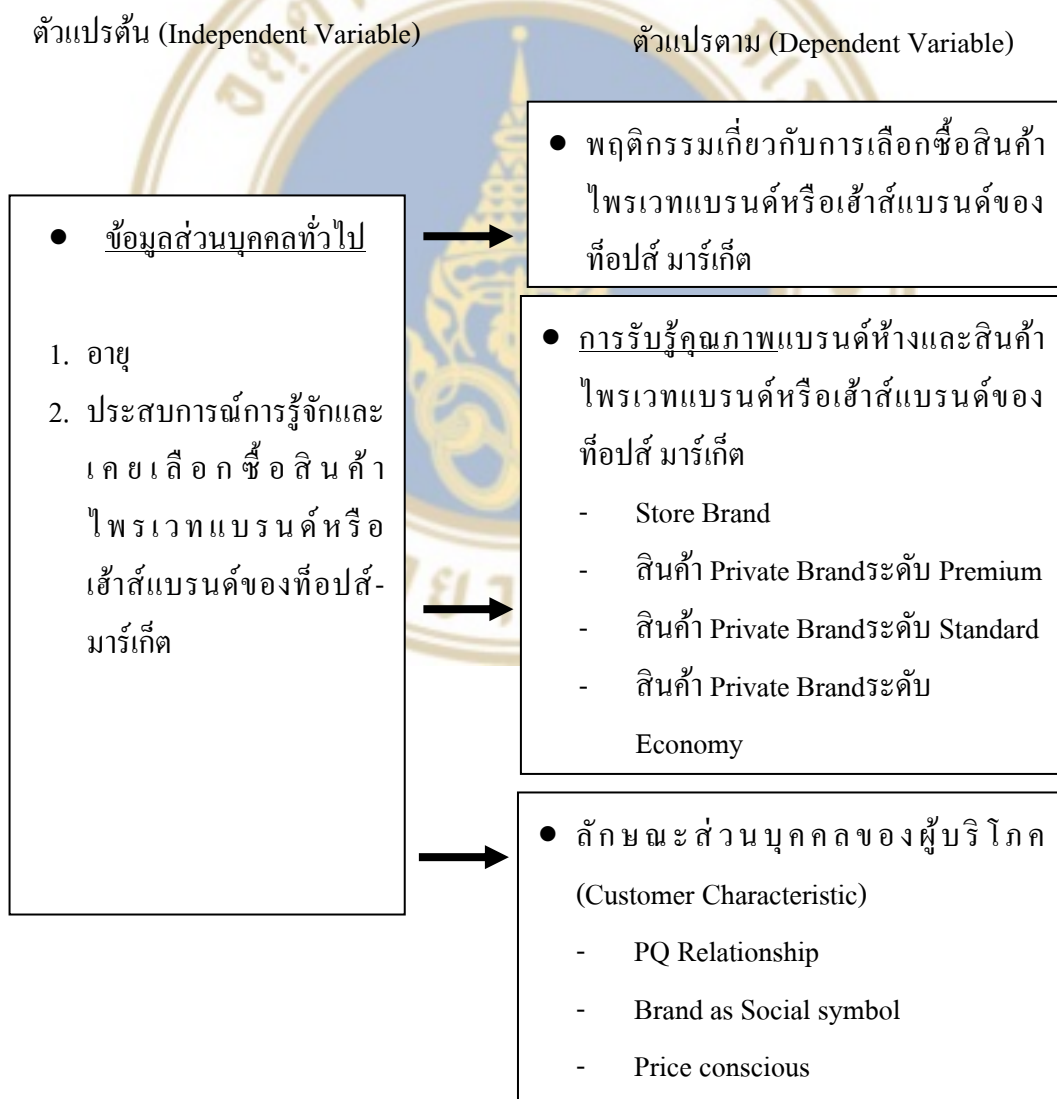 ตัวแปรต้น (Independent Variable)
ตัวแปรตาม (Dependent Variable)
● ข้อมูลส่วนบุคคลทั่วไป
1. อายุ
2. ประสบการณ์การรู้จักและ
เคยเลือกซื้อสินค้า
ไพรเวทแบรนด์หรือ
เฮ้าส์แบรนด์ของท็อปส์-
มาร์เก็ต
● พฤติกรรมเกี่ยวกับการเลือกซื้อสินค้า
ไพรเวทแบรนด์หรือเฮ้าส์แบรนด์ของ
ท็อปส์ มาร์เก็ต
● การรับรู้คุณภาพแบรนด์ห้างและสินค้า
ไพรเวทแบรนด์หรือเฮ้าส์แบรนด์ของ
ท็อปส์ มาร์เก็ต
- Store Brand
- สินค้า Private Brandระดับ Premium
- สินค้า Private Brandระดับ Standard
- สินค้า Private Brandระดับ
Economy
● ลักษณะส่วนบุคคลของผู้บริโภค
(Customer Characteristic)
- PQ Relationship
- Brand as Social symbol
- Price conscious